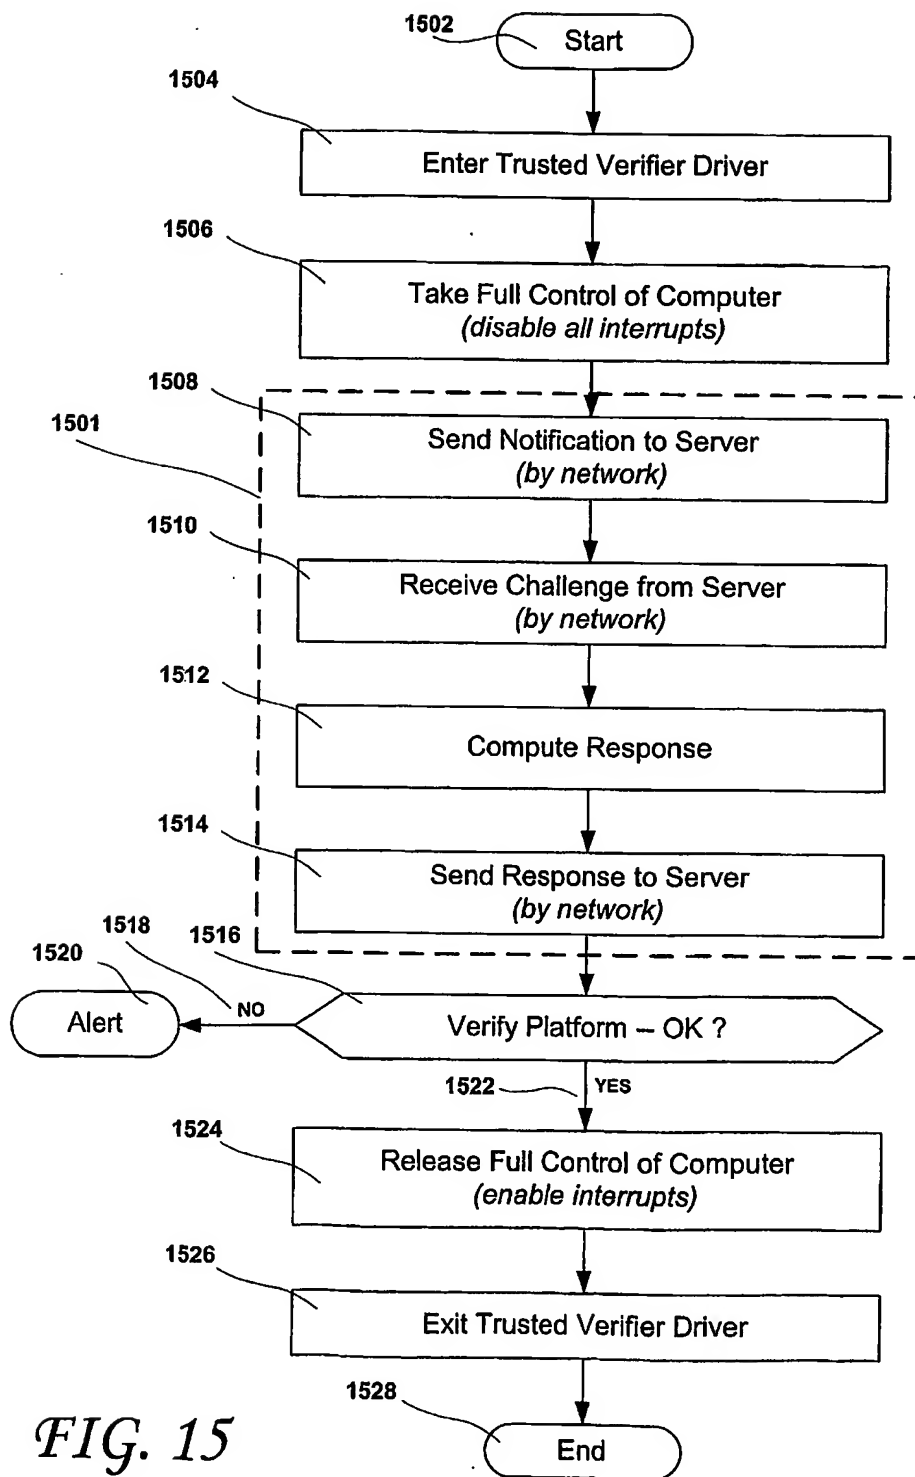 1502
Start
1504
Enter Trusted Verifier Driver
1506
Take Full Control of Computer
(disable all interrupts)
1508
1501
Send Notification to Server
(by network)
1510
Receive Challenge from Server
(by network)
1512
Compute Response
1514
Send Response to Server
(by network)
1516
1518
1520
NO
Alert
Verify Platform – OK ?
1522
YES
1524
Release Full Control of Computer
(enable interrupts)
1526
Exit Trusted Verifier Driver
1528
End
FIG. 15